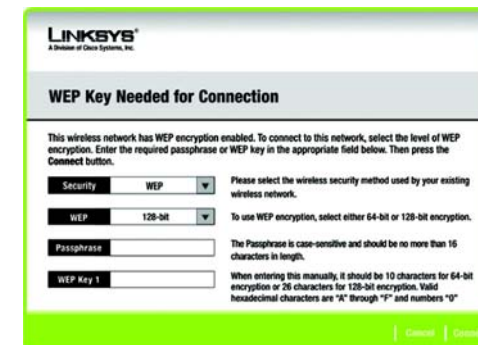 LINKSYS®
A Division of Cisco Systems, Inc.
WEP Key Needed for Connection
This wireless network has WEP encryption enabled. To connect to this network, select the level of WEP
encryption. Enter the required passphrase or WEP key in the appropriate field below. Then press the
Connect button.
Security WEP
Please select the wireless security method used by your existing
wireless network.
WEP 128-bit
To use WEP encryption, select either 64-bit or 128-bit encryption.
Passphrase
The Passphrase is case-sensitive and should be no more than 16
characters in length.
WEP Key 1
When entering this manually, it should be 10 characters for 64-bit
encryption or 26 characters for 128-bit encryption. Valid
hexadecimal characters are "A" through "F" and numbers "0"
Cancel